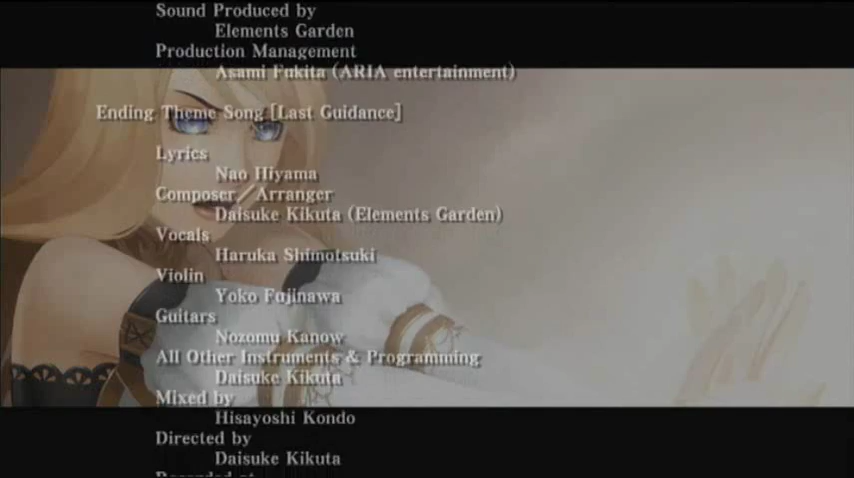 Sound Produced by
Elements Garden
Production Management
Asami Fukita (ARIA entertainment)
Ending Theme Song [Last Guidance]
Lyrics
Nao Hiyama
Composer / Arranger
Daisuke Kikuta (Elements Garden)
Vocals
Haruka Shimotsuki
Violin
Yoko Fujinawa
Guitars
Nozomu Kanow
All Other Instruments & Programming
Daisuke Kikuta
Mixed by
Hisayoshi Kondo
Directed by
Daisuke Kikuta